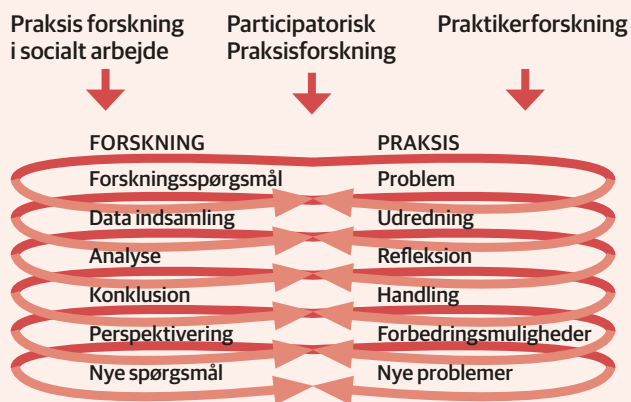 Praksis forskning
i socialt arbejde
Participatorisk
Praksisforskning
Praktikerforskning
FORSKNING
PRAKSIS
Forskningsspørgsmål
Problem
Data indsamling
Udredning
Analyse
Refleksion
Konklusion
Handling
Perspektivering
Forbedringsmuligheder
Nye spørgsmål
Nye problemer